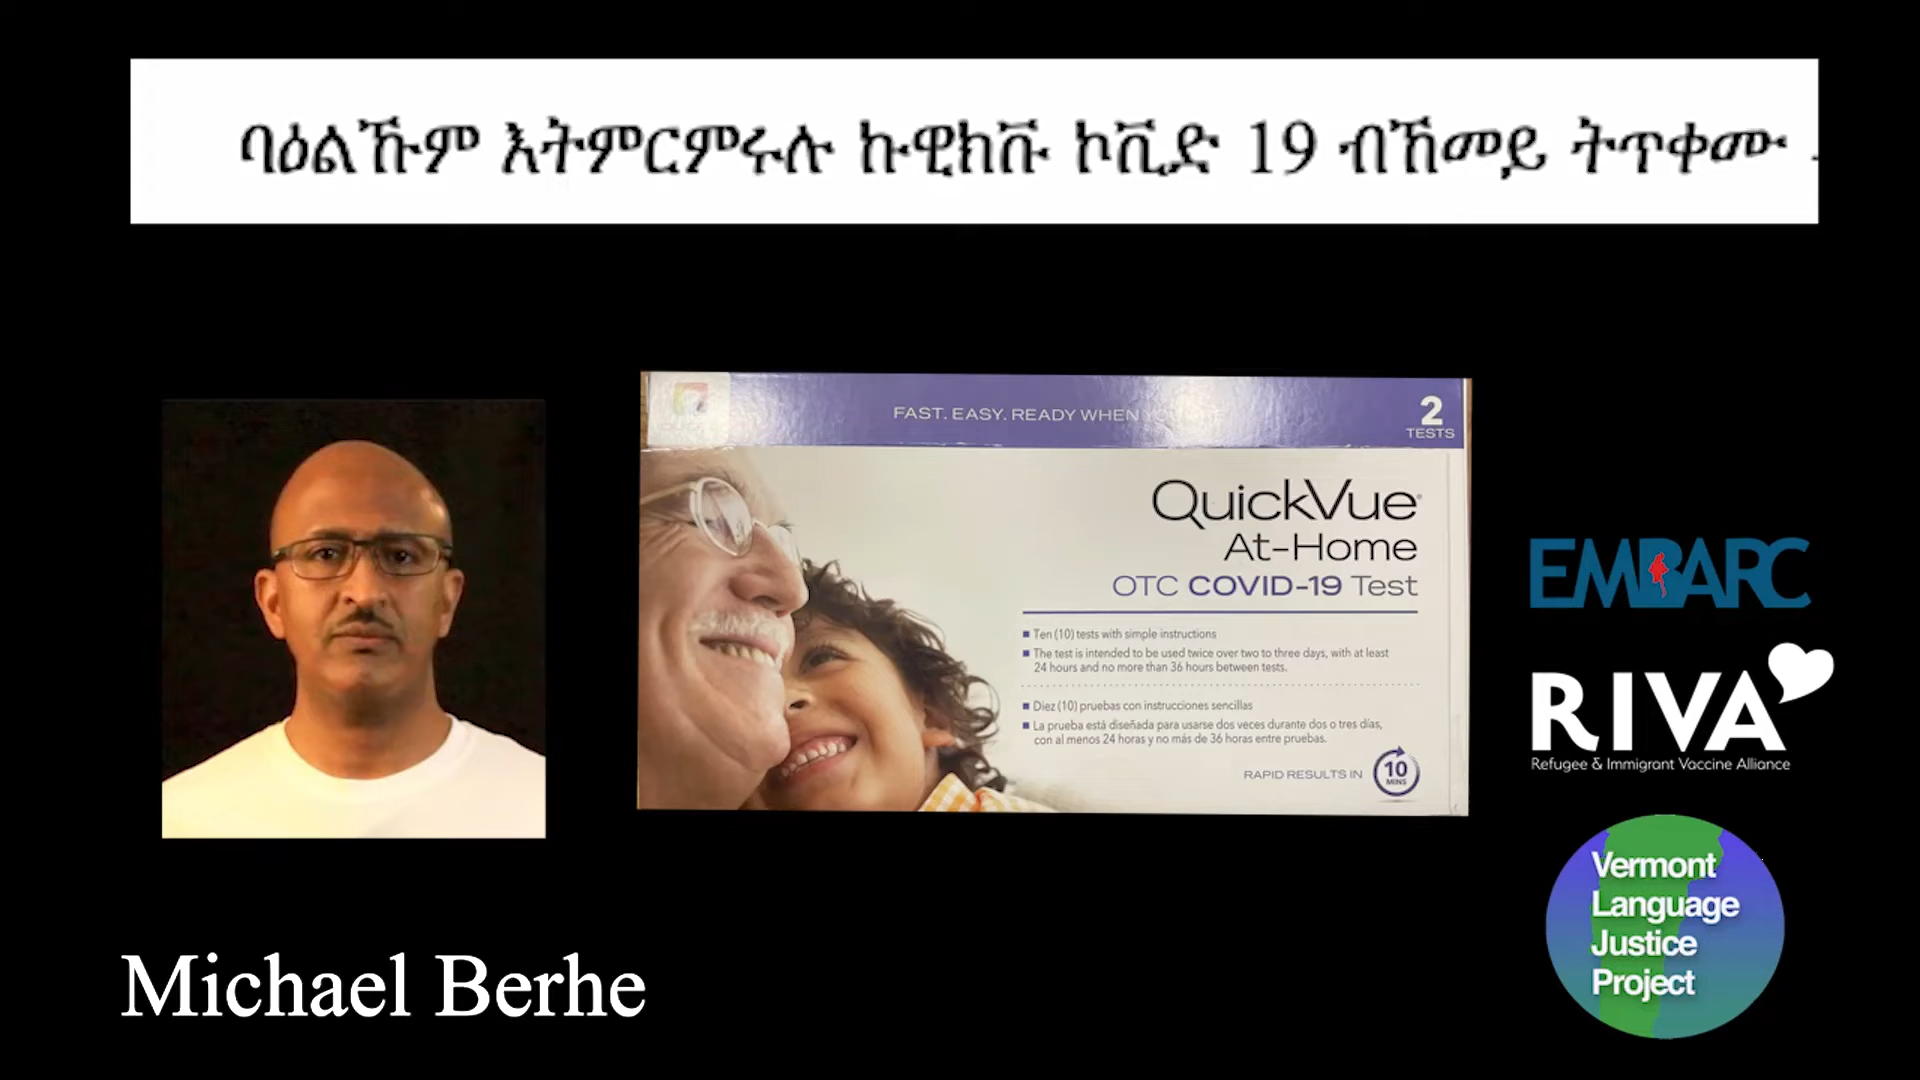 ባዕልኹም እትምርምሩሉ ኩዊክቩ ኮቪድ 19 ብኸመይ ትጥቀሙ
FAST. EASY. READY WHEN
2
TESTS
QuickVue
At-Home
OTC COVID-19 Test
Ten (10) tests with simple instructions
The test is intended to be used twice over two to three days, with at least
24 hours and no more than 36 hours between tests.
Diez (10) pruebas con instrucciones sencillas
La prueba está diseñada para usarse dos veces durante dos o tres días,
con al menos 24 horas y no más de 36 horas entre pruebas.
RAPID RESULTS IN
10
MINS
EMBARC
RIVA
Refugee & Immigrant Vaccine Alliance
Vermont
Language
Justice
Project
Michael Berhe